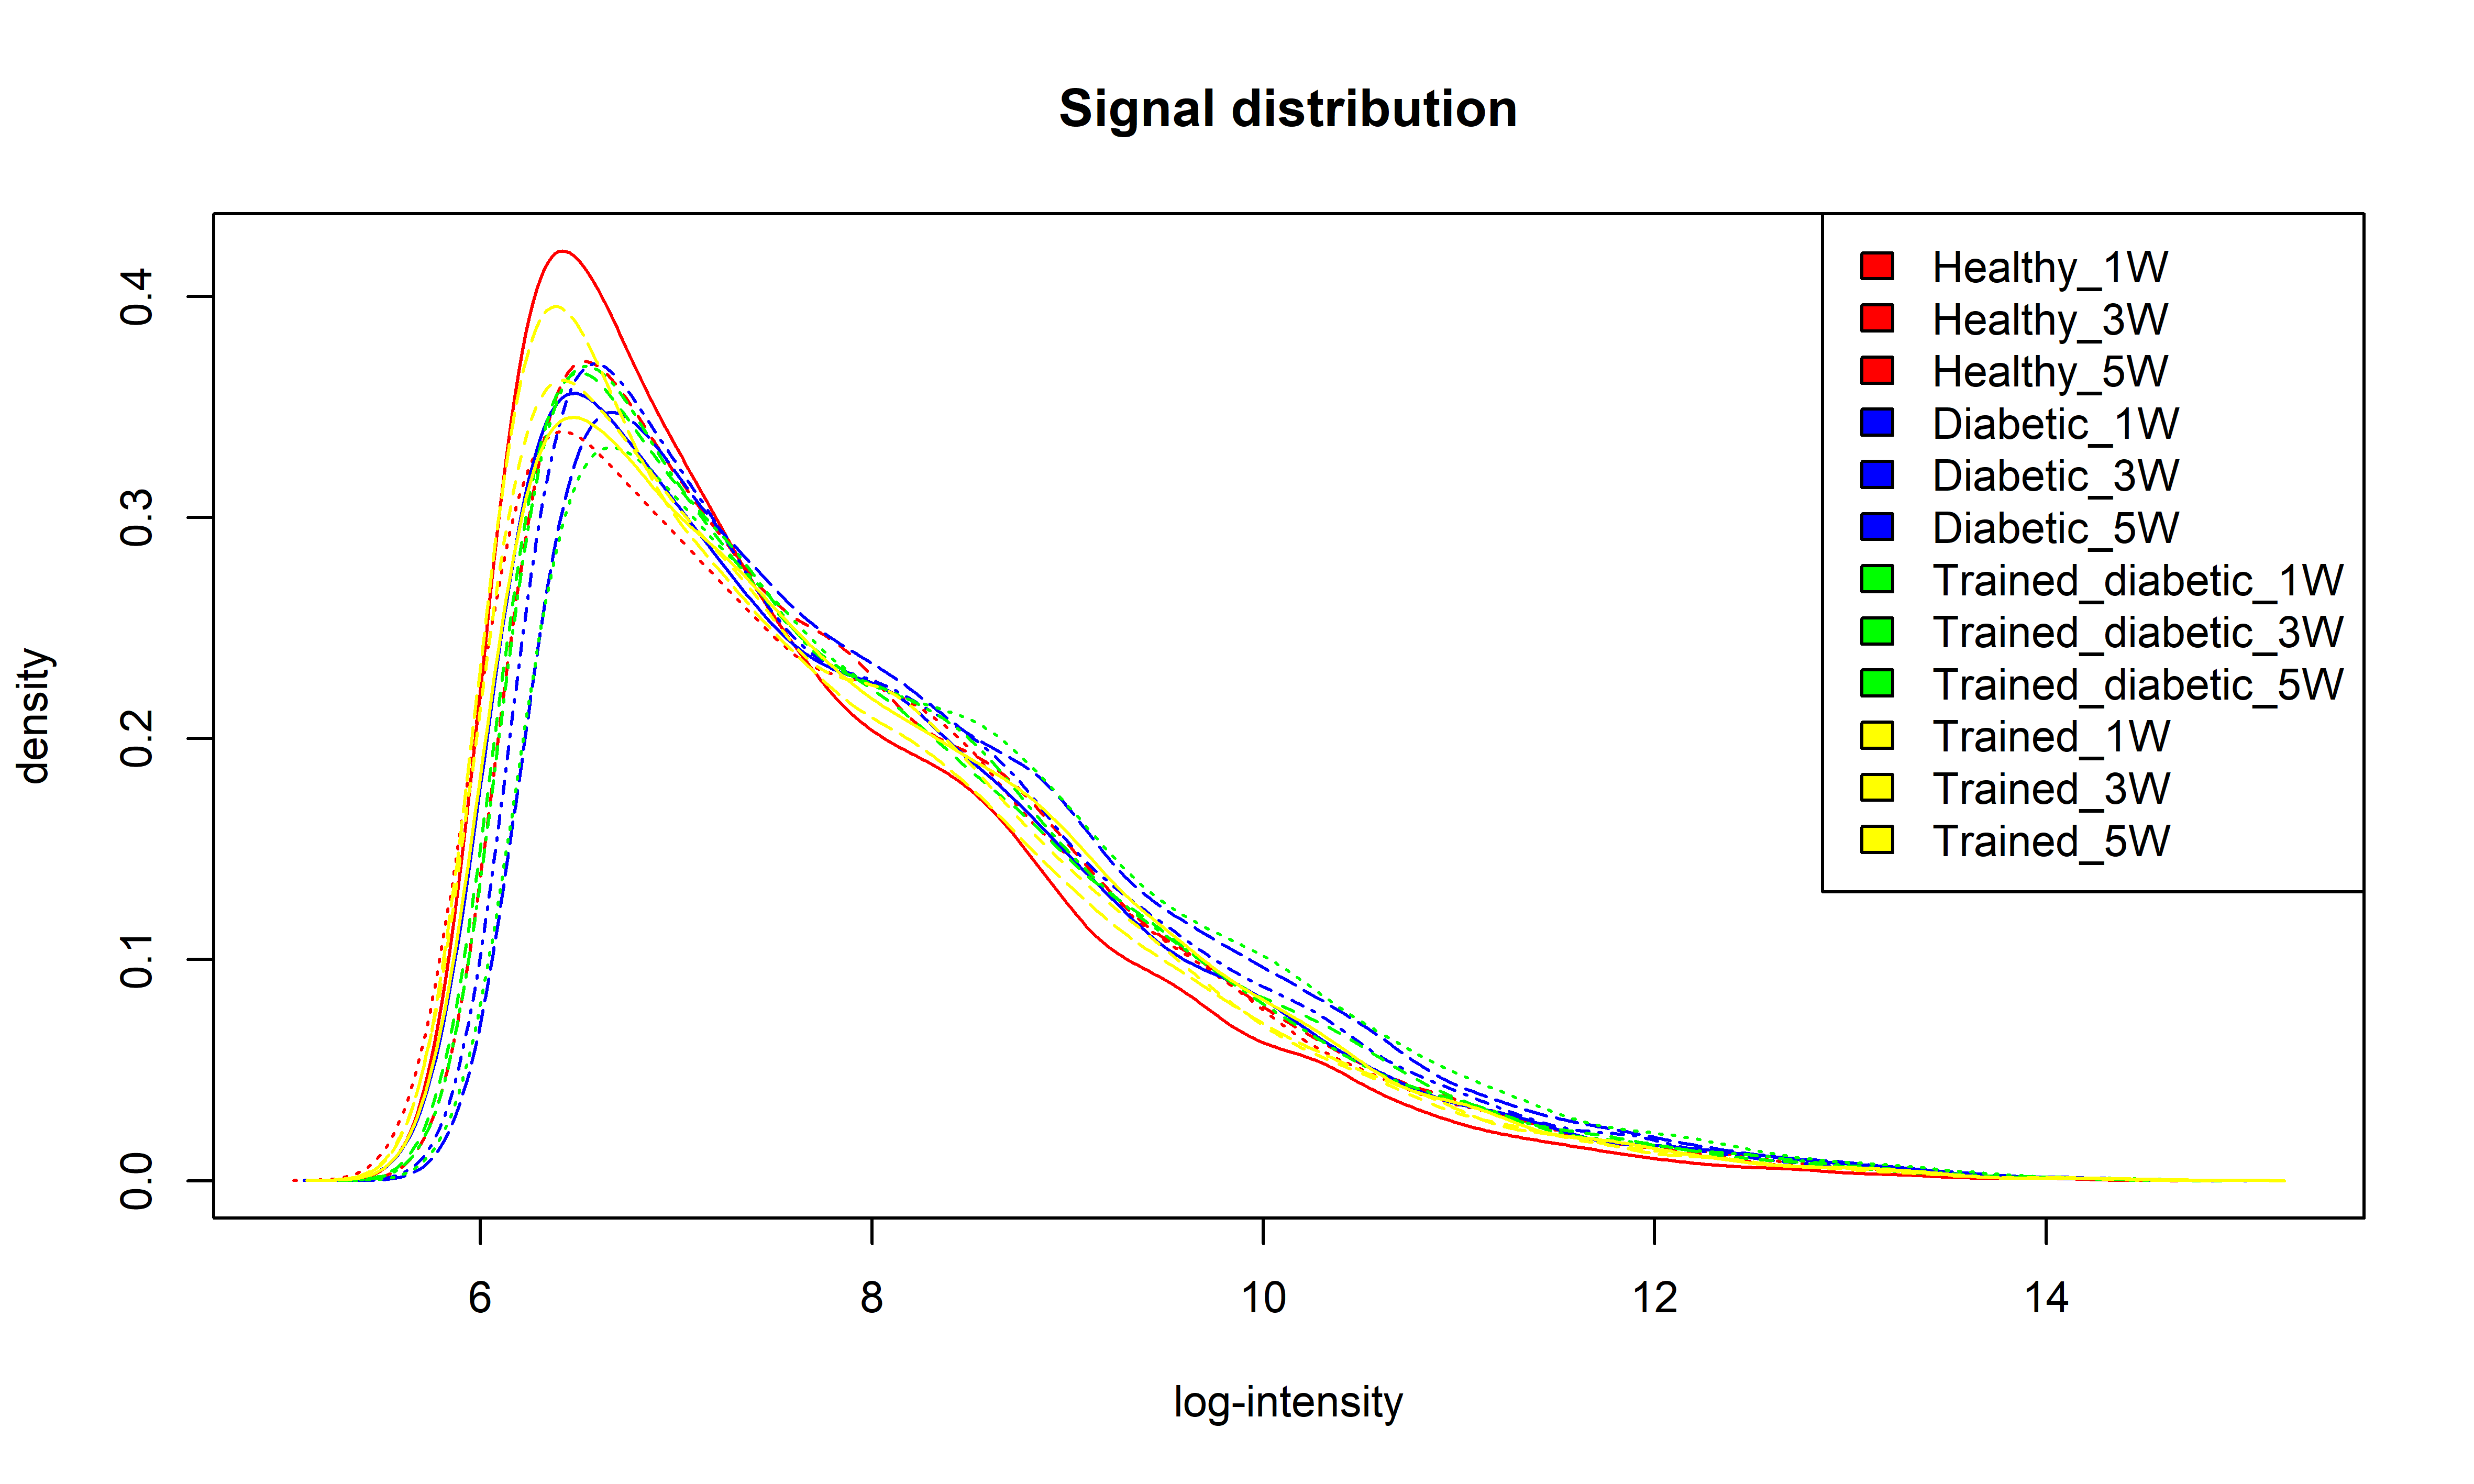 Signal distribution
density
0.4
0.3
0.2
0.1
0.0
Healthy_1W
Healthy_3W
Healthy_5W
Diabetic_1W
Diabetic_3W
Diabetic_5W
Trained_diabetic_1W
Trained_diabetic_3W
Trained_diabetic_5W
Trained_1W
Trained_3W
Trained_5W
6 8 10 12 14
log-intensity